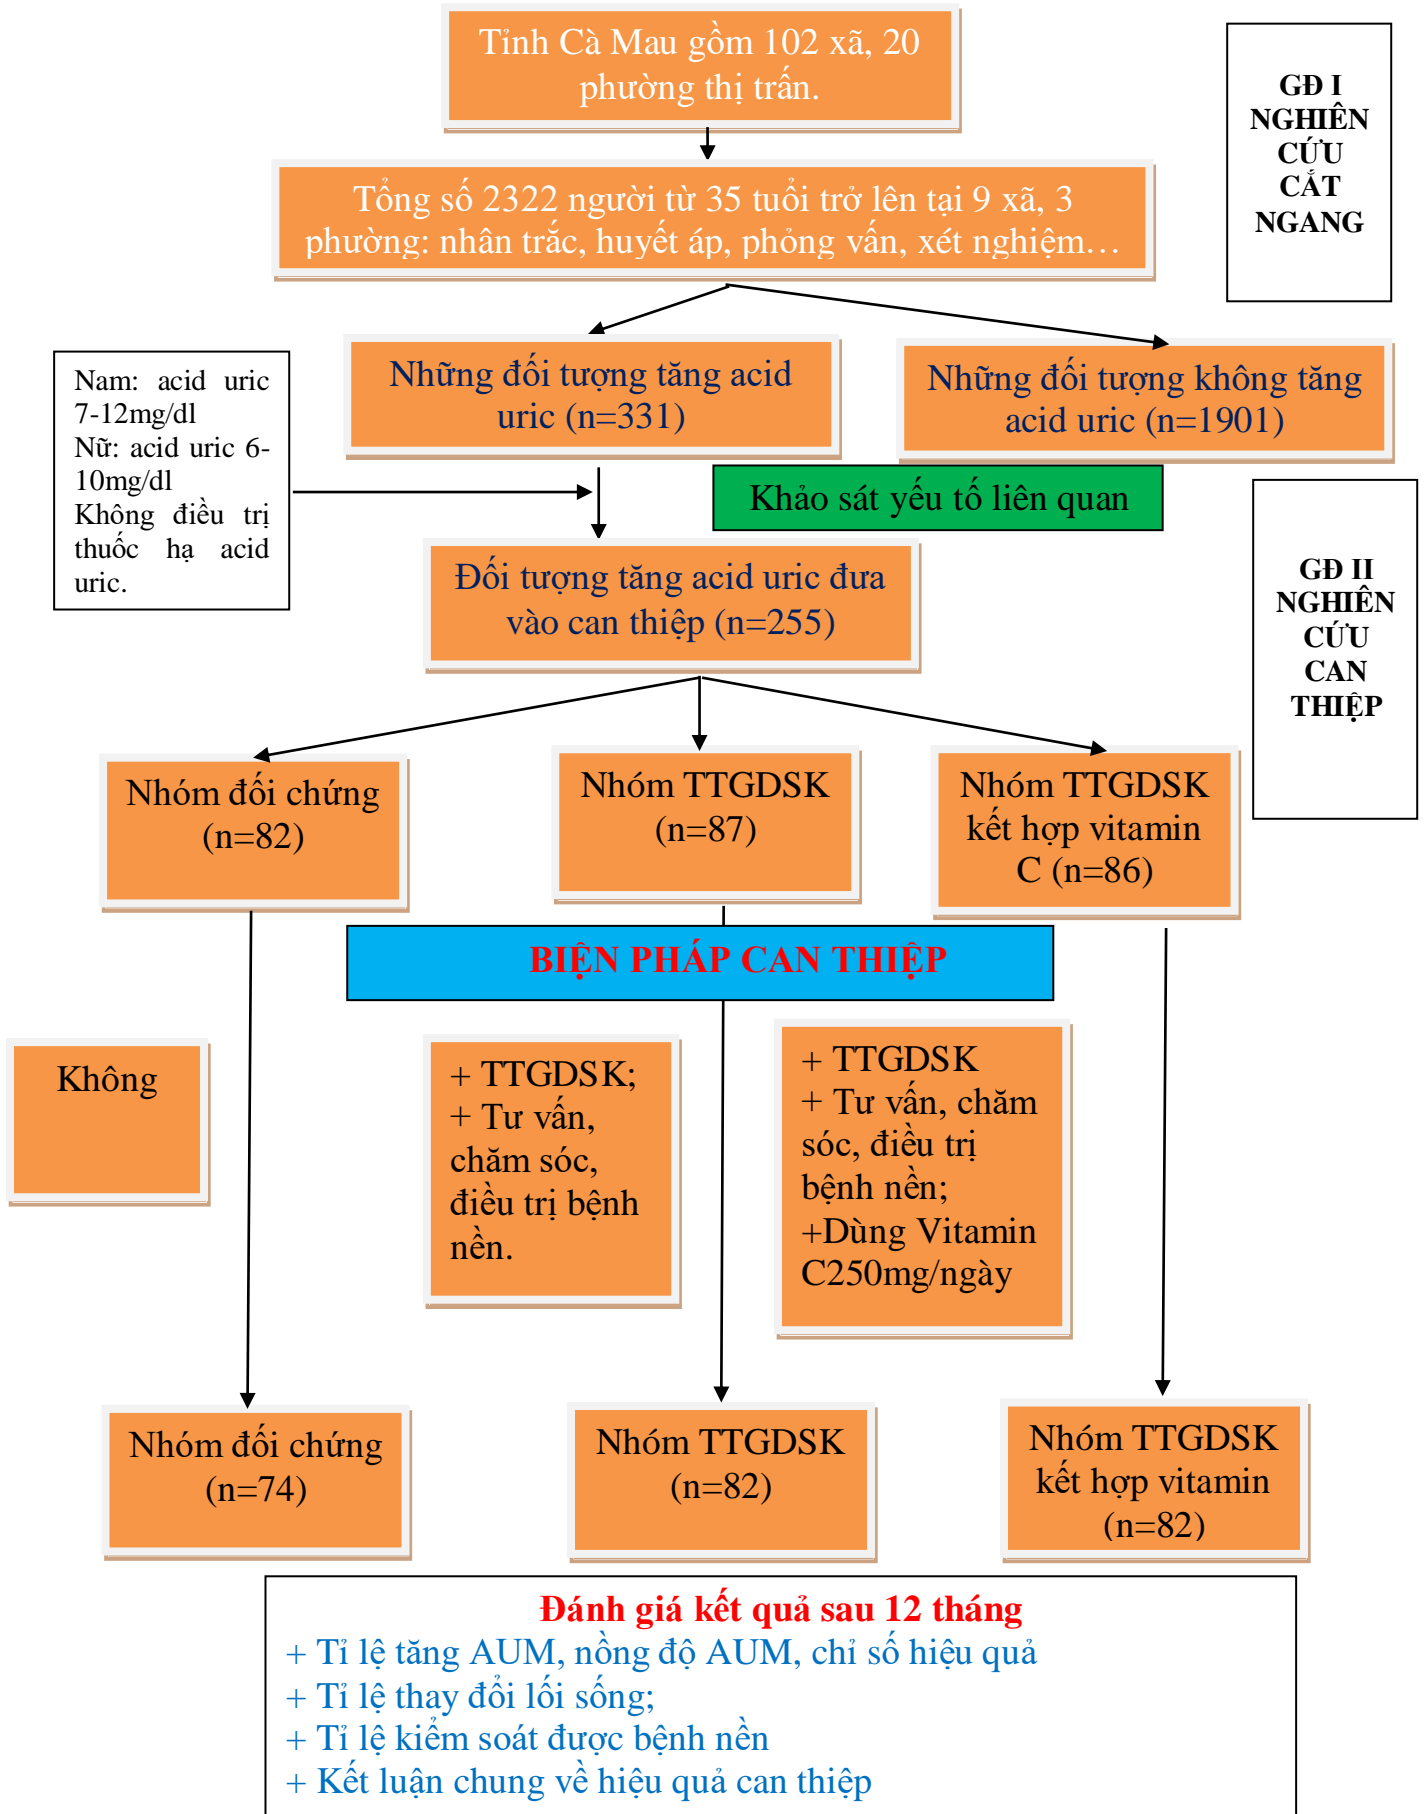 Tỉnh Cà Mau gồm 102 xã, 20
phường thị trấn.
GĐ I
NGHIÊN
CỨU
CẮT
NGANG
Tổng số 2322 người từ 35 tuổi trở lên tại 9 xã, 3
phường: nhân trắc, huyết áp, phỏng vấn, xét nghiệm…
Những đối tượng tăng acid
uric (n=331)
Những đối tượng không tăng
acid uric (n=1901)
Nam: acid uric
7-12mg/dl
Nữ: acid uric 6-
10mg/dl
Không điều trị
thuốc hạ acid
uric.
Khảo sát yếu tố liên quan
Đối tượng tăng acid uric đưa
vào can thiệp (n=255)
GĐ II
NGHIÊN
CỨU
CAN
THIỆP
Nhóm đối chứng
(n=82)
Nhóm TTGDSK
(n=87)
Nhóm TTGDSK
kết hợp vitamin
C (n=86)
BIỆN PHÁP CAN THIỆP
Không
+ TTGDSK;
+ Tư vấn,
chăm sóc,
điều trị bệnh
nền.
+ TTGDSK
+ Tư vấn, chăm
sóc, điều trị
bệnh nền;
+Dùng Vitamin
C250mg/ngày
Nhóm đối chứng
(n=74)
Nhóm TTGDSK
(n=82)
Nhóm TTGDSK
kết hợp vitamin
(n=82)
Đánh giá kết quả sau 12 tháng
+ Tỉ lệ tăng AUM, nồng độ AUM, chỉ số hiệu quả
+ Tỉ lệ thay đổi lối sống;
+ Tỉ lệ kiểm soát được bệnh nền
+ Kết luận chung về hiệu quả can thiệp